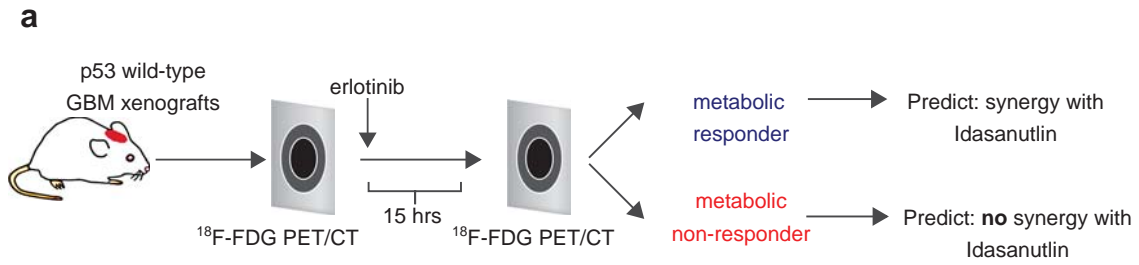 a
p53 wild-type
GBM xenografts
erlotinib
15 hrs
¹⁸F-FDG PET/CT
¹⁸F-FDG PET/CT
metabolic
responder
Predict: synergy with
Idasanutlin
metabolic
non-responder
Predict: no synergy with
Idasanutlin